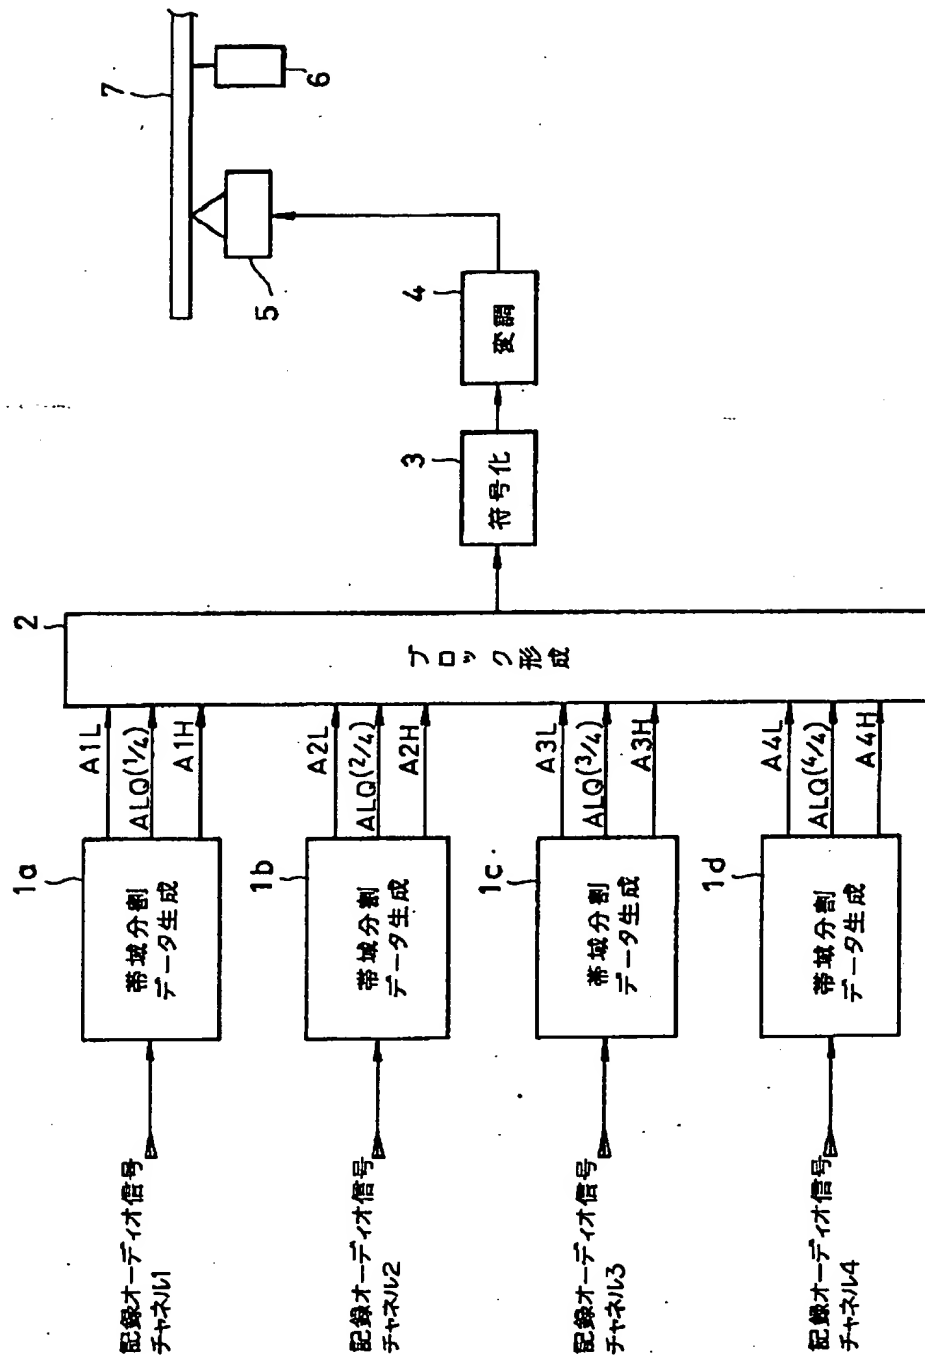 記録オーディオ信号
チャネル1
1a
帯域分割
データ生成
A1L
ALQ(1/4)
A1H
記録オーディオ信号
チャネル2
1b
帯域分割
データ生成
A2L
ALQ(2/4)
A2H
記録オーディオ信号
チャネル3
1c
帯域分割
データ生成
A3L
ALQ(3/4)
A3H
記録オーディオ信号
チャネル4
1d
帯域分割
データ生成
A4L
ALQ(4/4)
A4H
2
ブロック形成
3
符号化
4
変調
5
6
7